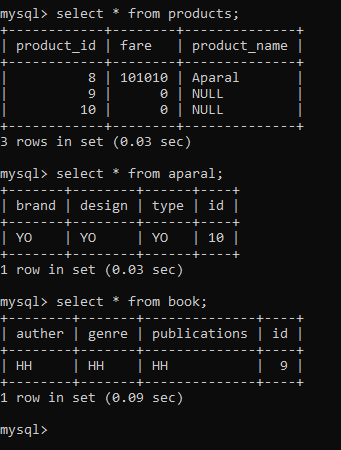 mysql> select * from products;
+------------+--------+--------------+
| product_id | fare   | product_name |
+------------+--------+--------------+
|          8 | 101010 | Aparal       |
|          9 |      0 | NULL         |
|         10 |      0 | NULL         |
+------------+--------+--------------+
3 rows in set (0.03 sec)

mysql> select * from aparal;
+-------+--------+------+----+
| brand | design | type | id |
+-------+--------+------+----+
| YO    | YO     | YO   | 10 |
+-------+--------+------+----+
1 row in set (0.03 sec)

mysql> select * from book;
+--------+-------+--------------+----+
| auther | genre | publications | id |
+--------+-------+--------------+----+
| HH     | HH    | HH           |  9 |
+--------+-------+--------------+----+
1 row in set (0.09 sec)

mysql>